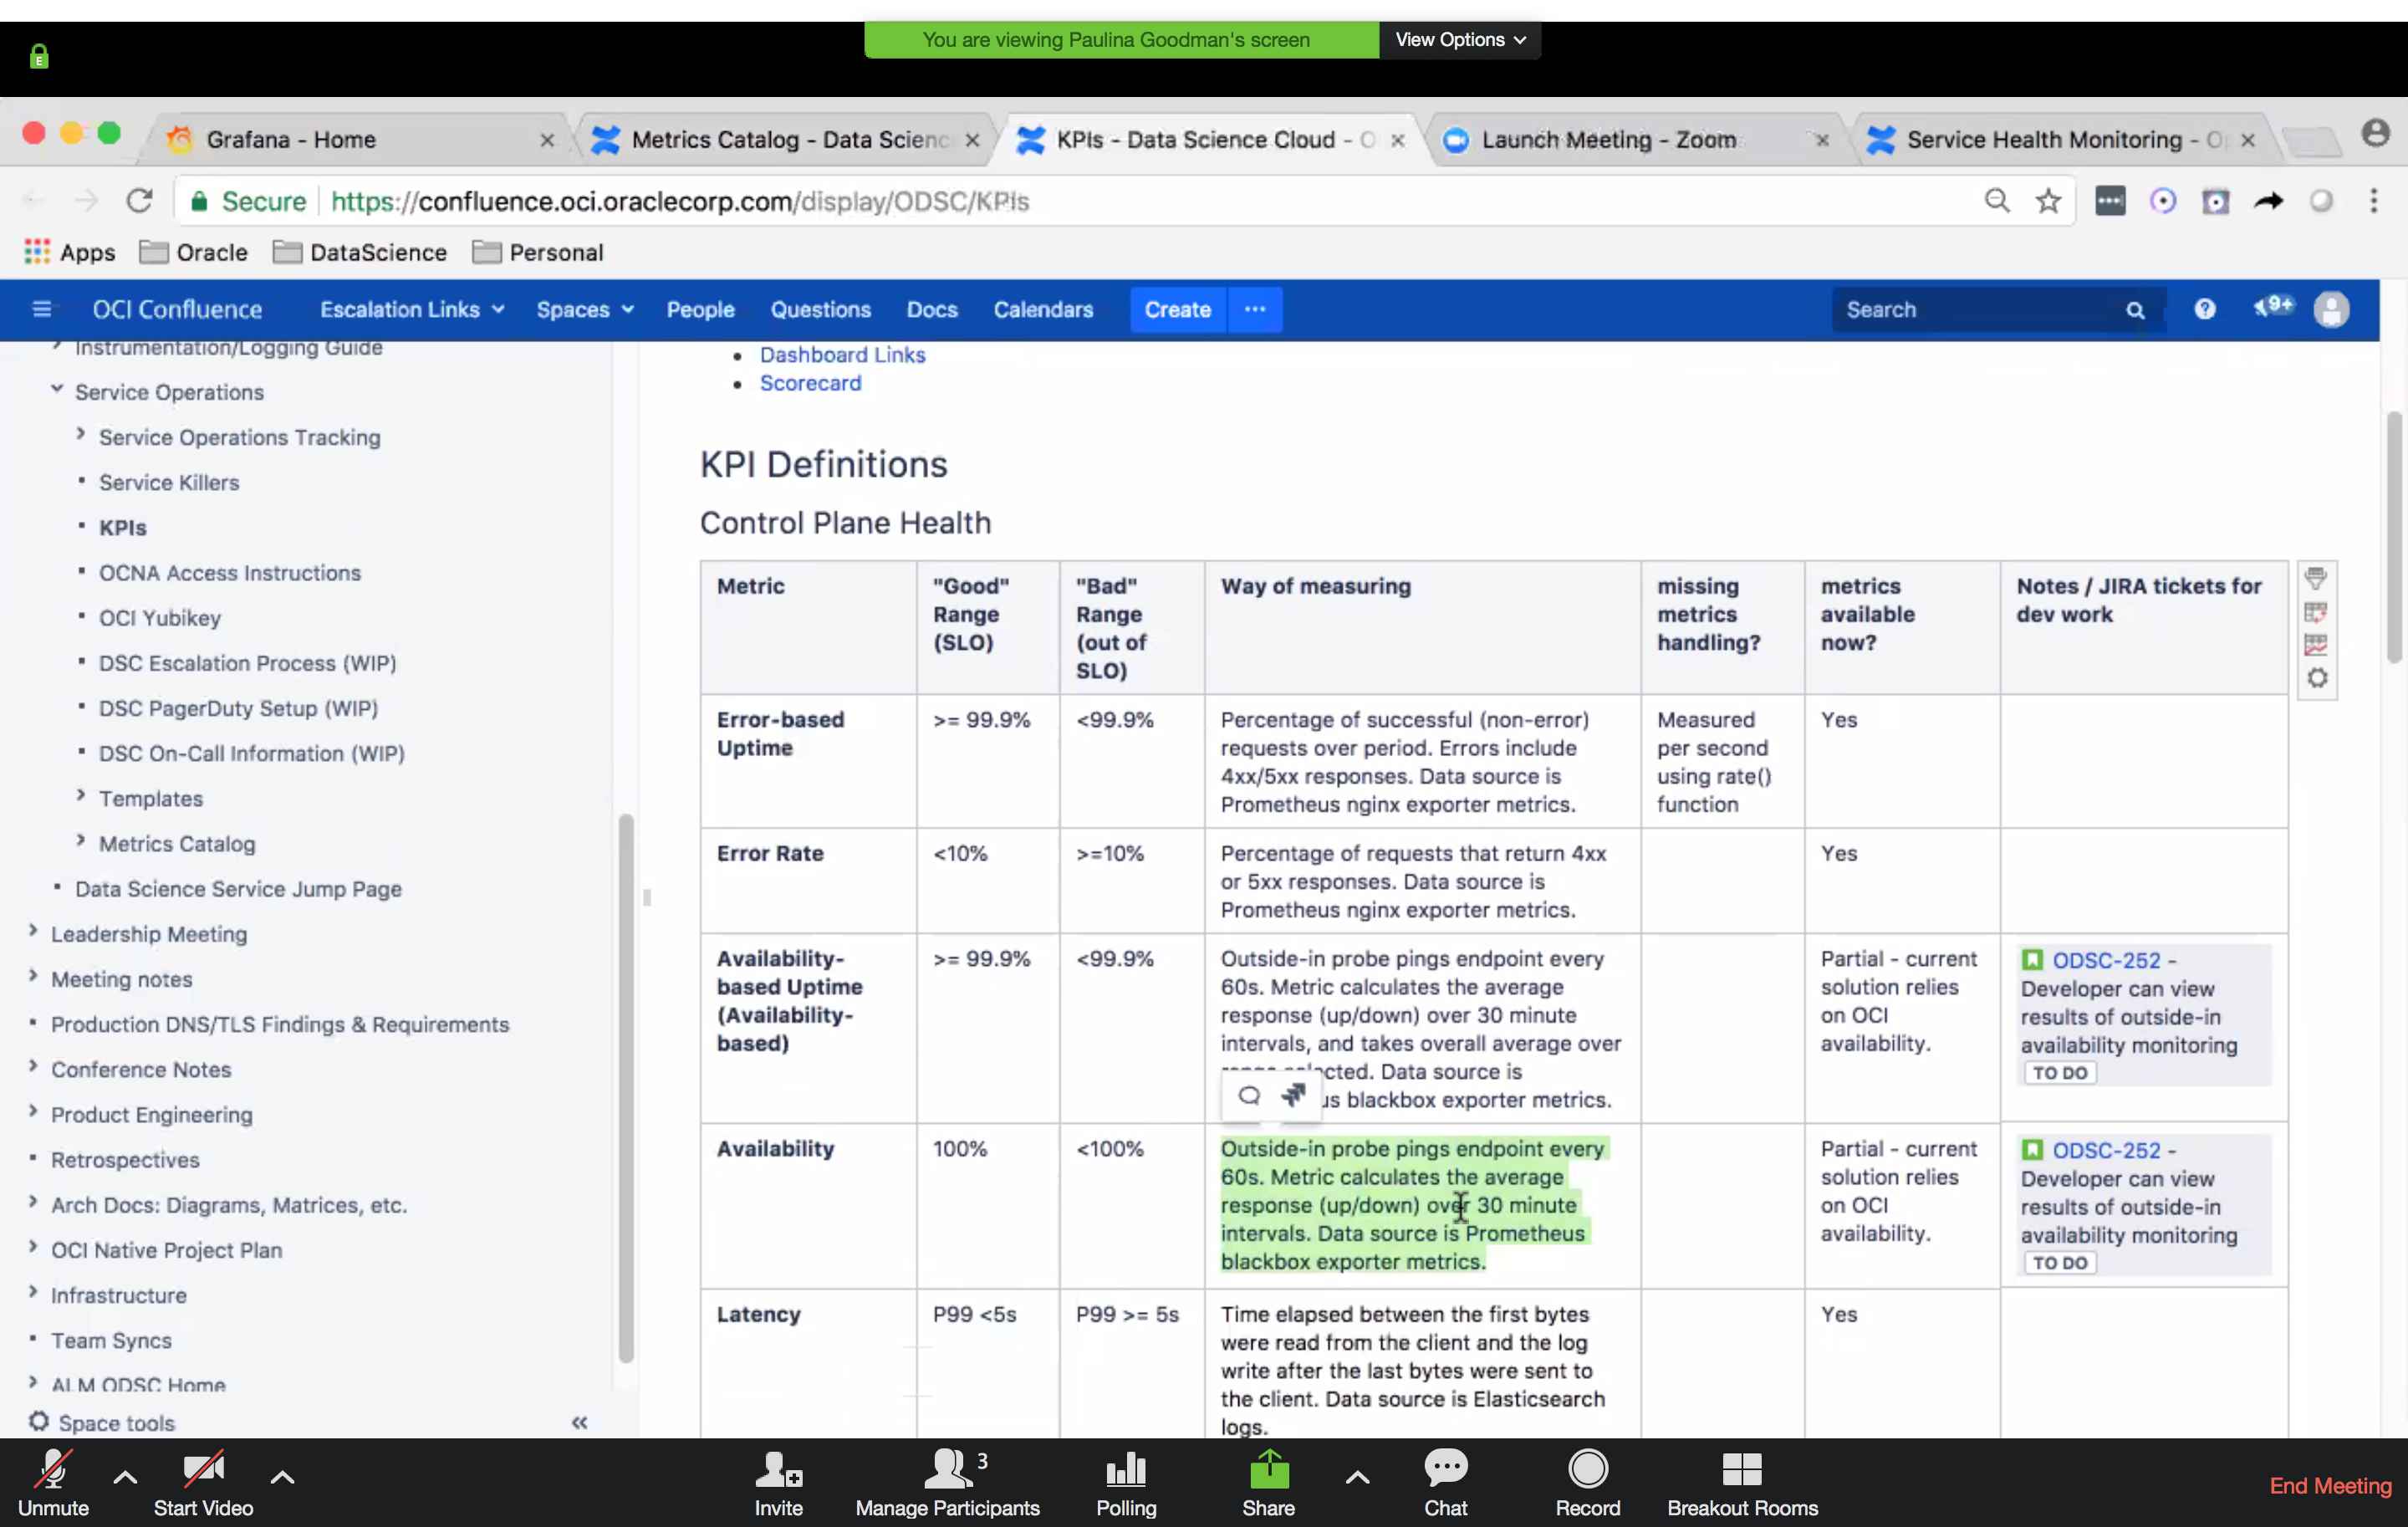 You are viewing Paulina Goodman's screen
View Options
Grafana - Home
Metrics Catalog - Data Scienc
KPIs - Data Science Cloud - O
Launch Meeting - Zoom
Service Health Monitoring - Op
Secure
https://confluence.oci.oraclecorp.com/display/ODSC/KPIs
Apps
Oracle
DataScience
Personal
OCI Confluence
Escalation Links
Spaces
People
Questions
Docs
Calendars
Create
Search
9+
Instrumentation/Logging Guide
Service Operations
Service Operations Tracking
Service Killers
KPIs
OCNA Access Instructions
OCI Yubikey
DSC Escalation Process (WIP)
DSC PagerDuty Setup (WIP)
DSC On-Call Information (WIP)
Templates
Metrics Catalog
Data Science Service Jump Page
Leadership Meeting
Meeting notes
Production DNS/TLS Findings & Requirements
Conference Notes
Product Engineering
Retrospectives
Arch Docs: Diagrams, Matrices, etc.
OCI Native Project Plan
Infrastructure
Team Syncs
ALM ODSC Home
Space tools
Dashboard Links
Scorecard
KPI Definitions
Control Plane Health
Metric
"Good"
Range
(SLO)
"Bad"
Range
(out of
SLO)
Way of measuring
missing
metrics
handling?
metrics
available
now?
Notes / JIRA tickets for
dev work
Error-based
Uptime
>= 99.9%
<99.9%
Percentage of successful (non-error)
requests over period. Errors include
4xx/5xx responses. Data source is
Prometheus nginx exporter metrics.
Measured
per second
using rate()
function
Yes
Error Rate
<10%
>=10%
Percentage of requests that return 4xx
or 5xx responses. Data source is
Prometheus nginx exporter metrics.
Yes
Availability-
based Uptime
(Availability-
based)
>= 99.9%
<99.9%
Outside-in probe pings endpoint every
60s. Metric calculates the average
response (up/down) over 30 minute
intervals, and takes overall average over
range selected. Data source is
us blackbox exporter metrics.
Partial - current
solution relies
on OCI
availability.
ODSC-252 -
Developer can view
results of outside-in
availability monitoring
TO DO
Availability
100%
<100%
Outside-in probe pings endpoint every
60s. Metric calculates the average
response (up/down) over 30 minute
intervals. Data source is Prometheus
blackbox exporter metrics.
Partial - current
solution relies
on OCI
availability.
ODSC-252 -
Developer can view
results of outside-in
availability monitoring
TO DO
Latency
P99 <5s
P99 >= 5s
Time elapsed between the first bytes
were read from the client and the log
write after the last bytes were sent to
the client. Data source is Elasticsearch
logs.
Yes
Unmute
Start Video
Invite
3
Manage Participants
Polling
Share
Chat
Record
Breakout Rooms
End Meeting